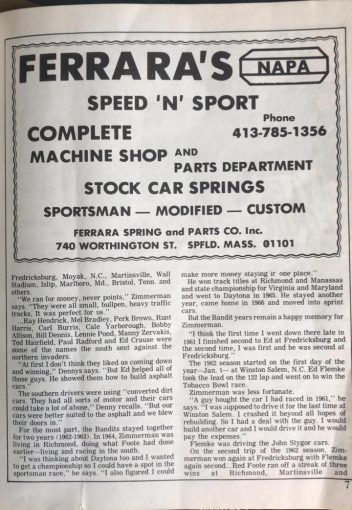 FERRARA'S
NAPA
SPEED 'N' SPORT
Phone
COMPLETE
413-785-1356
MACHINE SHOP AND
PARTS DEPARTMENT
STOCK CAR SPRINGS
SPORTSMAN — MODIFIED — CUSTOM
FERRARA SPRING and PARTS CO. Inc.
740 WORTHINGTON ST. SPFLD. MASS. 01101
Fredricksburg, Moyak, N.C., Martinsville, Wall
Stadium, Islip, Marlboro, Md., Bristol, Tenn. and
others.
"We ran for money, never points," Zimmerman
says. "They were all small, bullpen, heavy traffic
tracks. It was perfect for us."
...Ray Hendrick, Mel Bradley, Perk Brown, Runt
Harris, Carl Burris, Cale Yarborough, Bobby
Allison, Bill Dennis, Lennie Pond, Manny Zervakis,
Ted Hairfield, Paul Radford and Ed Crause were
some of the names the south sent against the
northern invaders.
"At first I don't think they liked us coming down
and winning," Dennys says. "But Ed helped all of
those guys. He showed them how to build asphalt
cars."
The southern drivers were using "converted dirt
cars. They had all sorts of motor and their cars
could take a lot of abuse," Denny recalls. "But our
cars were better suited to the asphalt and we blew
their doors in."
For the most part, the Bandits stayed together
for two years (1962-1963). In 1964, Zimmerman was
living in Richmond, doing what Foote had done
earlier—living and racing in the south.
"I was thinking about Daytona too and I wanted
to get a championship so I could have a spot in the
sportsman race," he says. "I also figured I could
make more money staying in one place."
He won track titles at Richmond and Manassas
and state championship for Virginia and Maryland
and went to Daytona in 1965. He stayed another
year, came home in 1966 and moved into sprint
cars.
But the Bandit years remain a happy memory for
Zimmerman.
"I think the first time I went down there late in
1961 I finished second to Ed at Fredricksburg and
the second time, I was first and he was second at
Fredricksburg."
The 1962 season started on the first day of the
year—Jan. 1— at Winston Salem, N.C. Ed Flemke
took the lead on the 122 lap and went on to win the
Tobacco Bowl race.
Zimmerman was less fortunate.
"A guy bought the car I had raced in 1961," he
says. "I was supposed to drive it for the last time at
Winston Salem. I crashed it beyond all hopes of
rebuilding. So I had a deal with the guy. I would
build another car and I would drive it and he would
pay the expenses."
Flemke was driving the John Stygor cars.
On the second trip of the 1962 season, Zim-
merman won again at Fredricksburg with Flemke
again second...Red Foote ran off a streak of three
wins at Richmond, Martinsville and
7